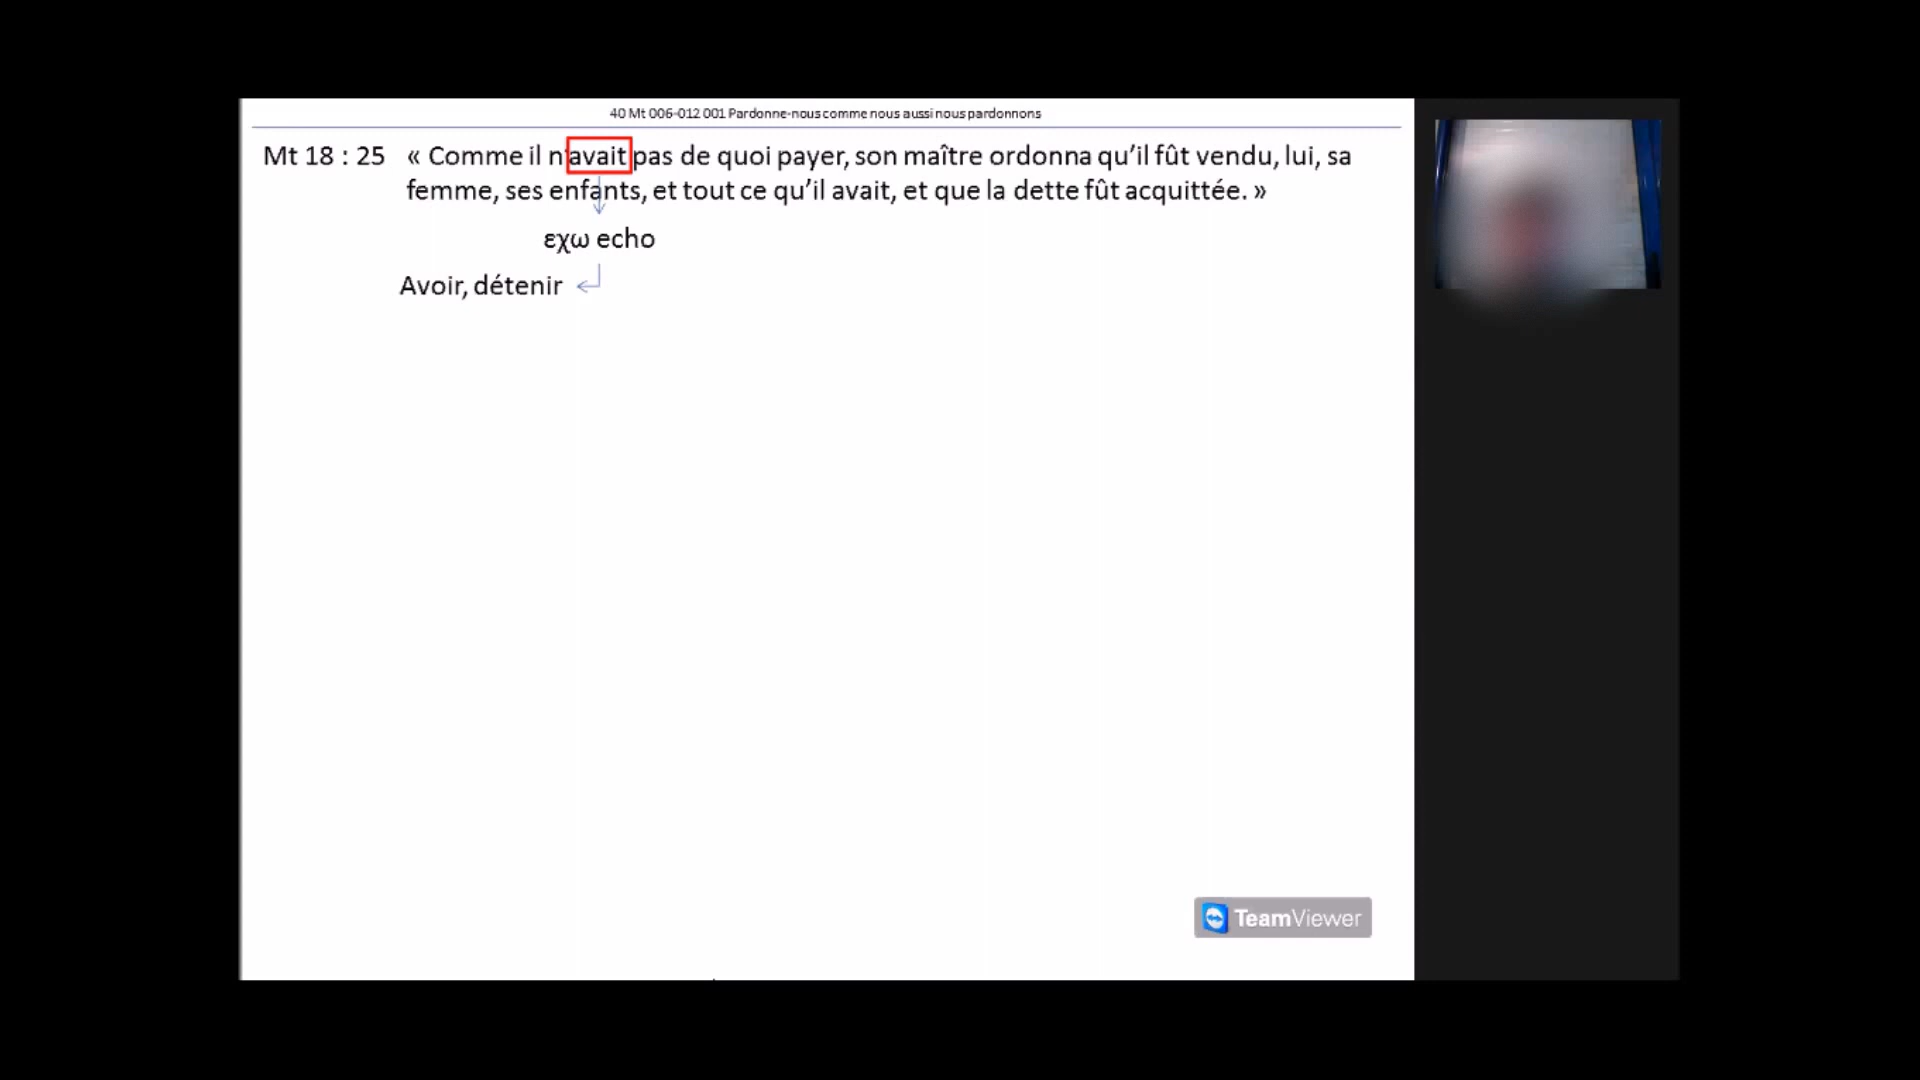 40 Mt 006-012 001 Pardonne-nous comme nous aussi nous pardonnons
Mt 18 : 25 « Comme il n’avait pas de quoi payer, son maître ordonna qu’il fût vendu, lui, sa
femme, ses enfants, et tout ce qu’il avait, et que la dette fût acquittée. »
εχω echo
Avoir, détenir
TeamViewer